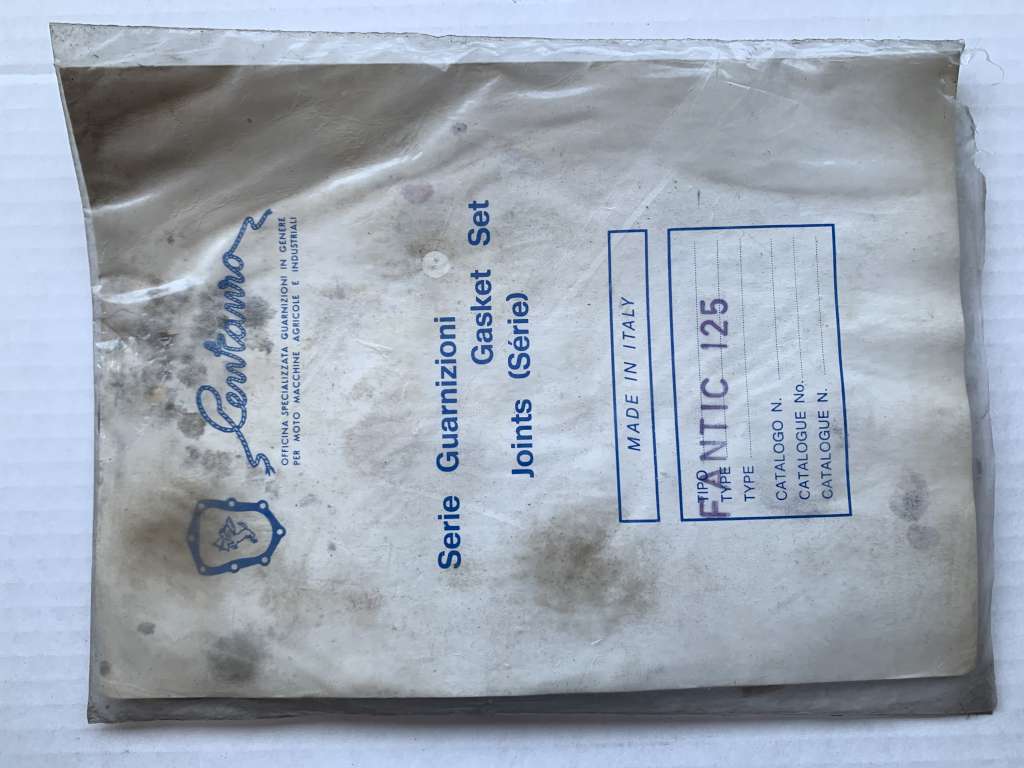 Centauro
OFFICINA SPECIALIZZATA GUARNIZIONI IN GENERE
PER MOTO MACCHINE AGRICOLE E INDUSTRIALI
Serie Guarnizioni
Gasket Set
Joints (Série)
MADE IN ITALY
TIPO
TYPE
FANTIC 125
TYPE
CATALOGO N.
CATALOGUE No.
CATALOGUE N.